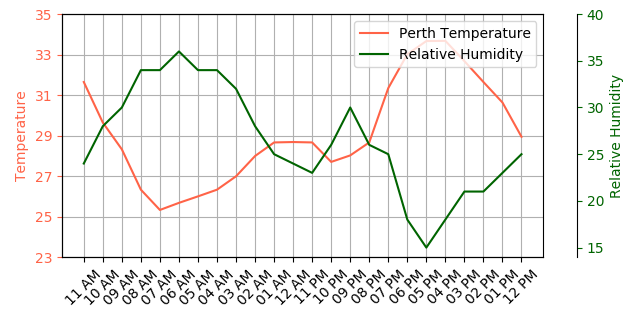 35
33
31
29
27
25
23
Temperature
Perth Temperature
Relative Humidity
40
35
30
25
20
15
Relative Humidity
11 AM
10 AM
09 AM
08 AM
07 AM
06 AM
05 AM
04 AM
03 AM
02 AM
01 AM
12 AM
11 PM
10 PM
09 PM
08 PM
07 PM
06 PM
05 PM
04 PM
03 PM
02 PM
01 PM
12 PM